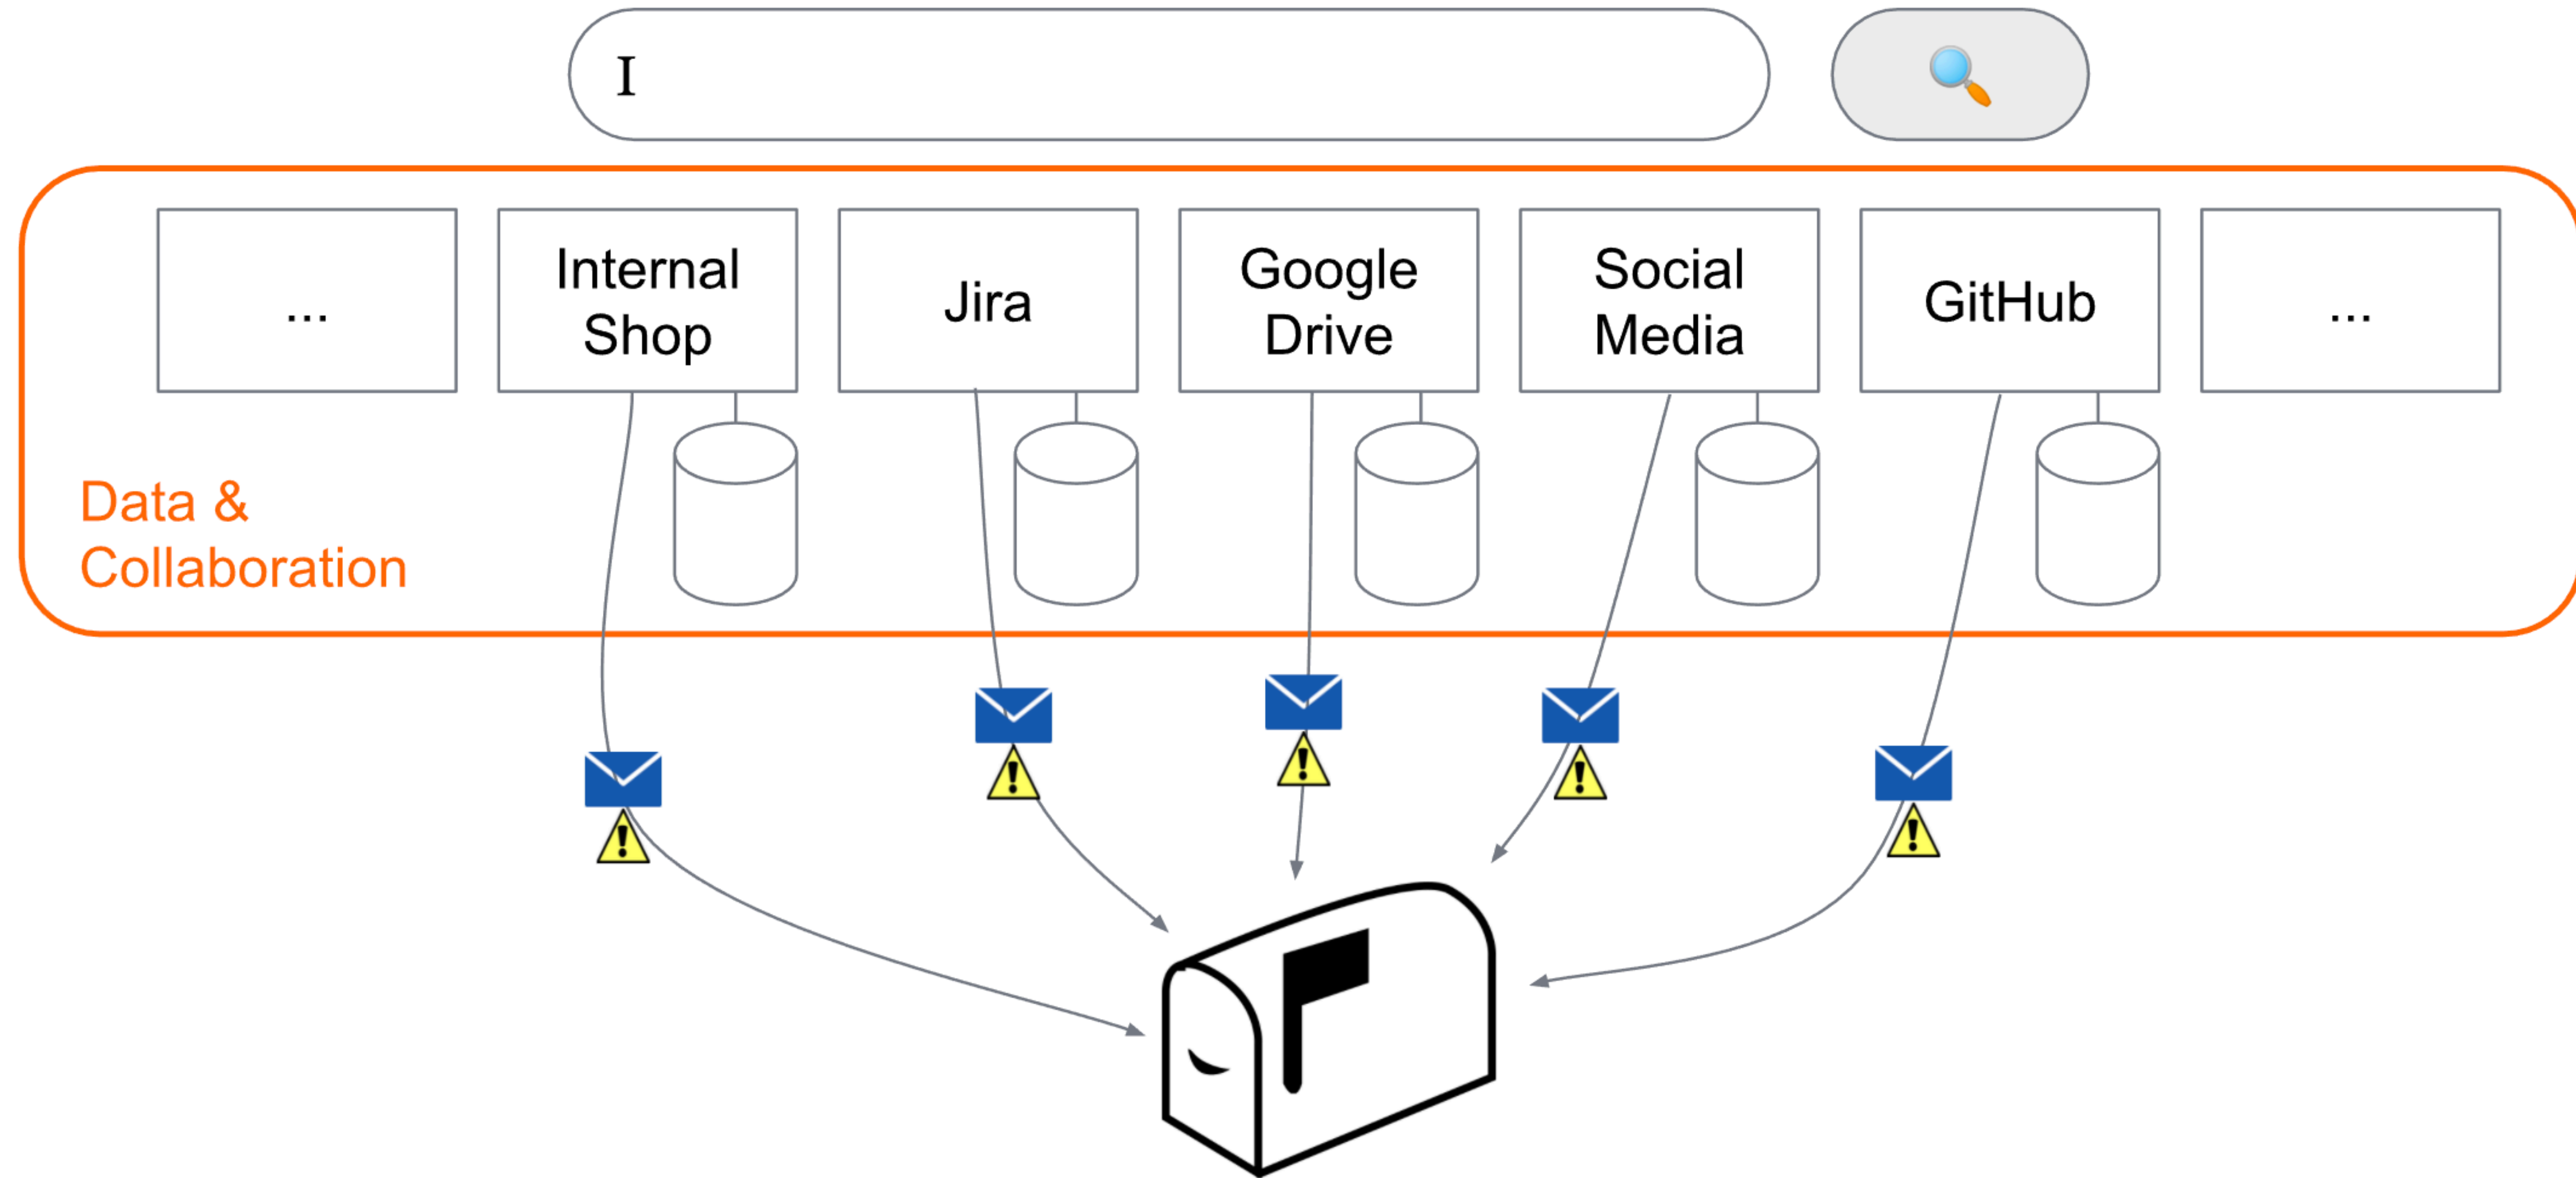 I
...
Internal
Shop
Jira
Google
Drive
Social
Media
GitHub
...
Data &
Collaboration